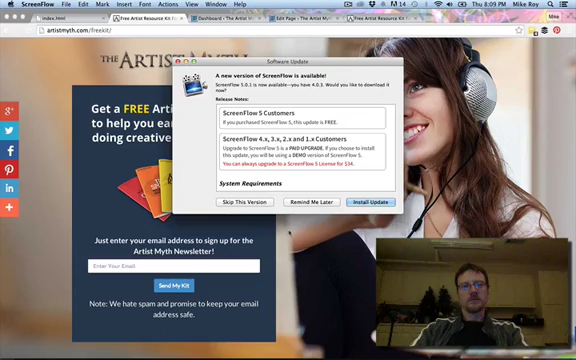 ScreenFlow File Edit Mark Insert Font Actions Arrange View Window Help
14 Thu 8:09 PM Mike Roy
index.html
Free Artist Resource Kit
Dashboard ‹ The Artist M
Edit Page ‹ The Artist Myth
Free Artist Resource Kit
Mike
artistmyth.com/freekit/
THE ARTIST MYTH
Get a FREE Arti
to help you ear
doing creative
Software Update
A new version of ScreenFlow is available!
ScreenFlow 5.0.1 is now available—you have 4.0.3. Would you like to download it now?
Release Notes:
ScreenFlow 5 Customers
If you purchased ScreenFlow 5, this update is FREE.
ScreenFlow 4.x, 3.x, 2.x and 1.x Customers
Upgrade to ScreenFlow 5 is a PAID UPGRADE. If you choose to install
this update, you will be using a DEMO version of ScreenFlow 5.
You can always upgrade to a ScreenFlow 5 License for $34.
System Requirements
Skip This Version
Remind Me Later
Install Update
Just enter your email address to sign up for the
Artist Myth Newsletter!
Enter Your Email
Send My Kit
Note: We hate spam and promise to keep your email
address safe.